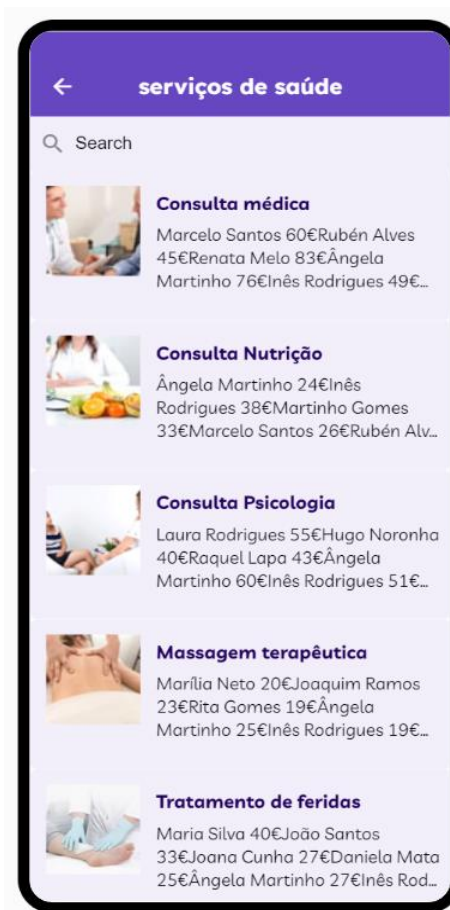 serviços de saúde
Search
Consulta médica
Marcelo Santos 60€Rubén Alves
45€Renata Melo 83€Ângela
Martinho 76€Inês Rodrigues 49€...
Consulta Nutrição
Ângela Martinho 24€Inês
Rodrigues 38€Martinho Gomes
33€Marcelo Santos 26€Rubén Alv...
Consulta Psicologia
Laura Rodrigues 55€Hugo Noronha
40€Raquel Lapa 43€Ângela
Martinho 60€Inês Rodrigues 51€...
Massagem terapêutica
Marília Neto 20€Joaquim Ramos
23€Rita Gomes 19€Ângela
Martinho 25€Inês Rodrigues 19€...
Tratamento de feridas
Maria Silva 40€João Santos
33€Joana Cunha 27€Daniela Mata
25€Ângela Martinho 27€Inês Rod...